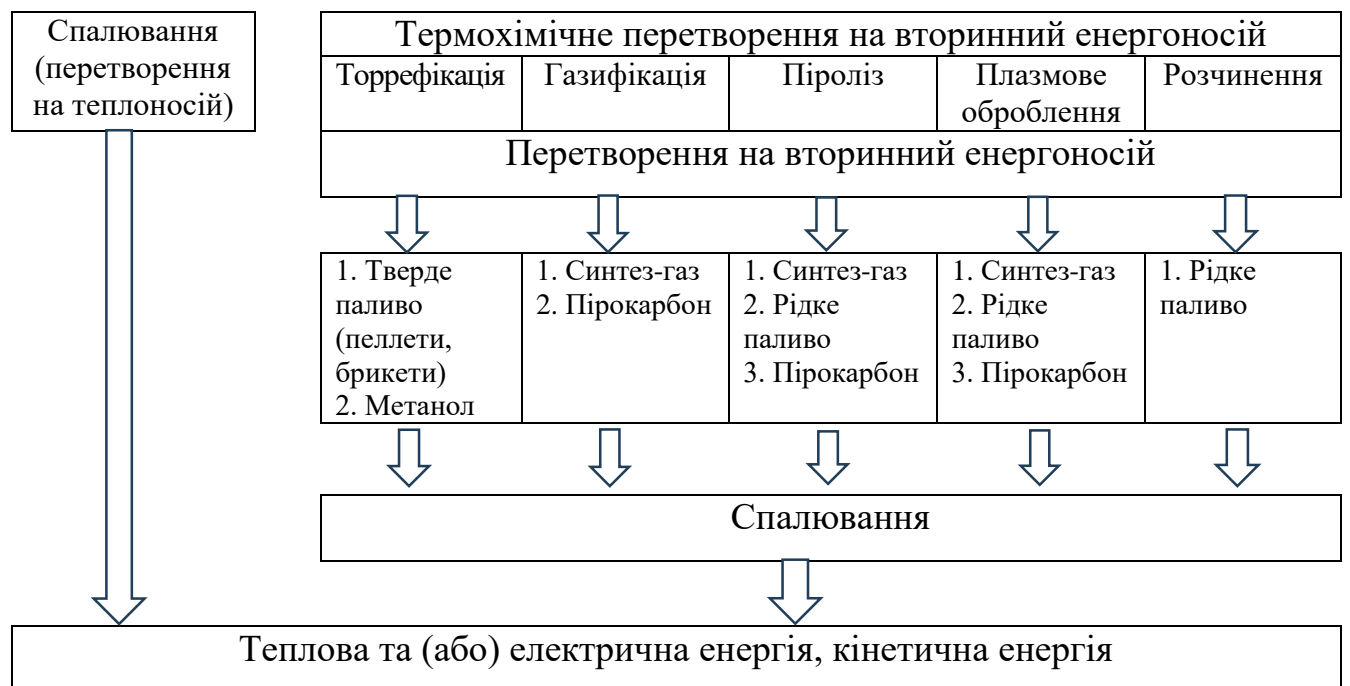 Спалювання
(перетворення
на теплоносій)
Термохімічне перетворення на вторинний енергоносій
Торрефікація
Газифікація
Піроліз
Плазмове
оброблення
Розчинення
Перетворення на вторинний енергоносій
1. Тверде
паливо
(пеллети,
брикети)
2. Метанол
1. Синтез-газ
2. Пірокарбон
1. Синтез-газ
2. Рідке
паливо
3. Пірокарбон
1. Синтез-газ
2. Рідке
паливо
3. Пірокарбон
1. Рідке
паливо
Спалювання
Теплова та (або) електрична енергія, кінетична енергія